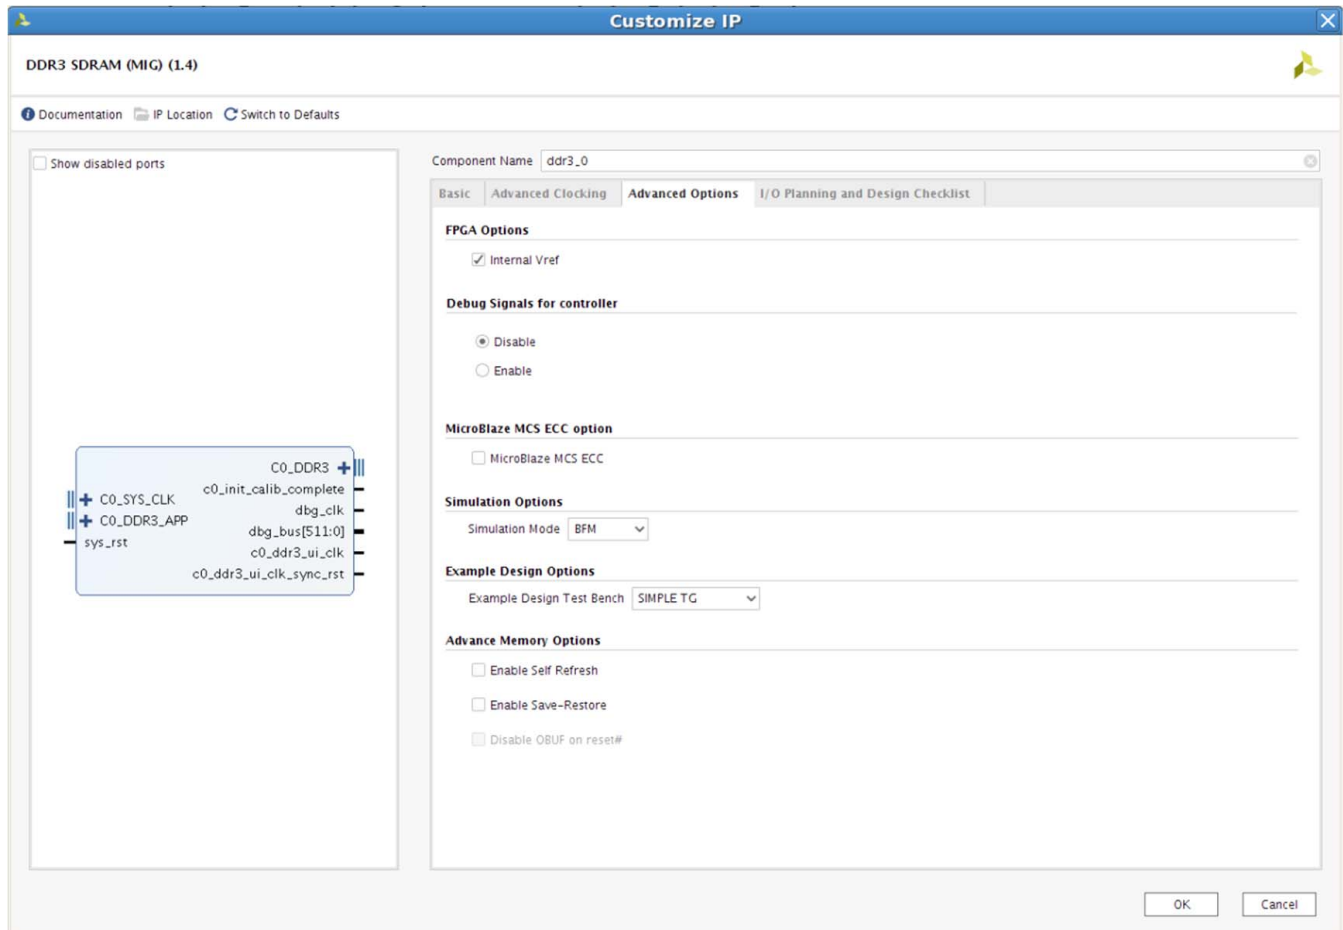 Customize IP
DDR3 SDRAM (MIG) (1.4)
Documentation IP Location Switch to Defaults
Show disabled ports
C0_DDR3
c0_init_calib_complete
C0_SYS_CLK
dbg_clk
C0_DDR3_APP
dbg_bus[511:0]
sys_rst
c0_ddr3_ui_clk
c0_ddr3_ui_clk_sync_rst
Component Name ddr3_0
Basic Advanced Clocking Advanced Options I/O Planning and Design Checklist
FPGA Options
Internal Vref
Debug Signals for controller
Disable
Enable
MicroBlaze MCS ECC option
MicroBlaze MCS ECC
Simulation Options
Simulation Mode BFM
Example Design Options
Example Design Test Bench SIMPLE TG
Advance Memory Options
Enable Self Refresh
Enable Save-Restore
Disable OBUF on reset#
OK Cancel